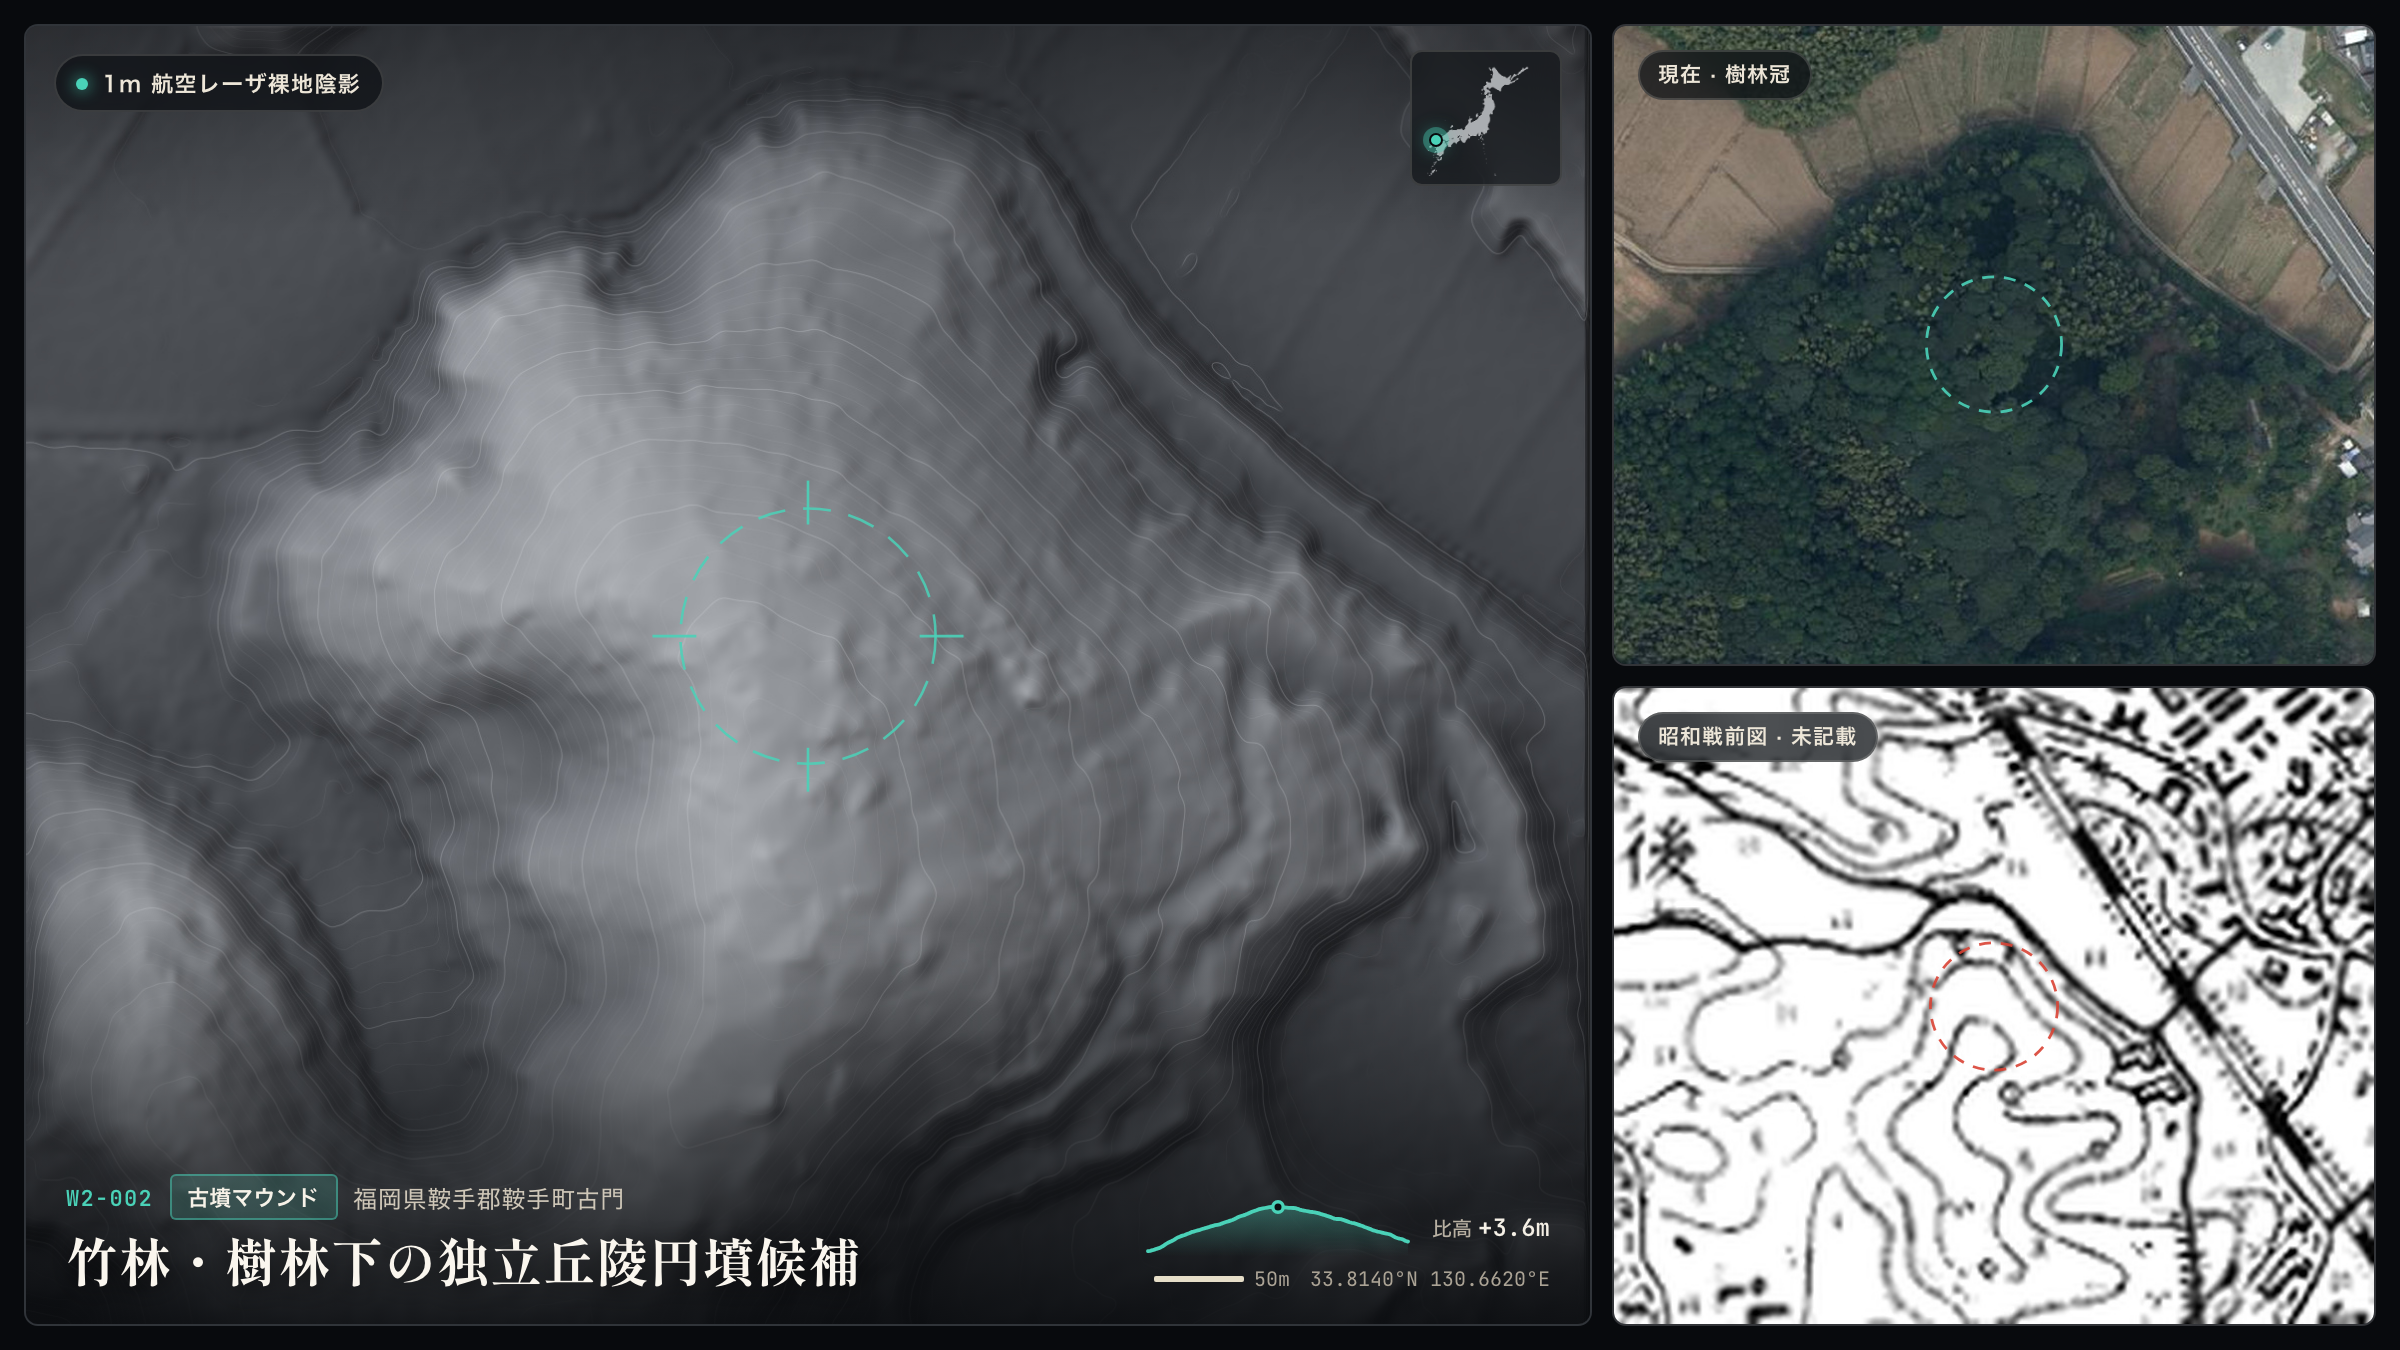 1m 航空レーザ裸地陰影
W2-002 古墳マウンド 福岡県鞍手郡鞍手町古門
竹林・樹林下の独立丘陵円墳候補
比高 +3.6m
50m 33.8140°N 130.6620°E
現在 · 樹林冠
昭和戦前図 · 未記載